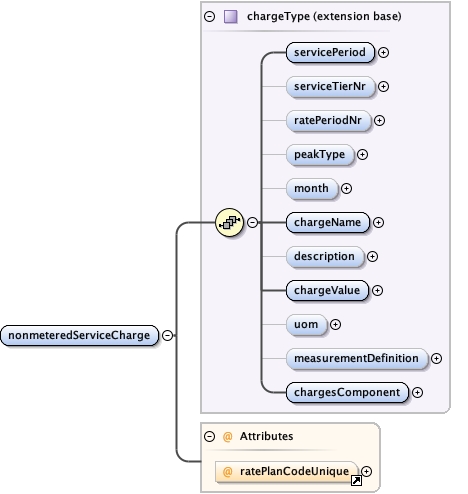 chargeType (extension base)
servicePeriod
serviceTierNr
ratePeriodNr
peakType
month
chargeName
description
chargeValue
uom
measurementDefinition
chargesComponent
nonmeteredServiceCharge
@ Attributes
@ ratePlanCodeUnique